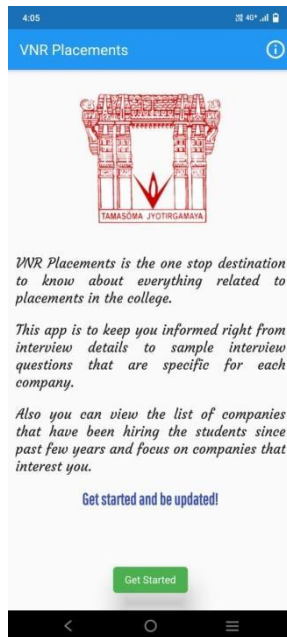 4:05
4G+
VNR Placements
TAMASOMA JYOTIRGAMAYA
VNR Placements is the one stop destination
to know about everything related to
placements in the college.
This app is to keep you informed right from
interview details to sample interview
questions that are specific for each
company.
Also you can view the list of companies
that have been hiring the students since
past few years and focus on companies that
interest you.
Get started and be updated!
Get Started